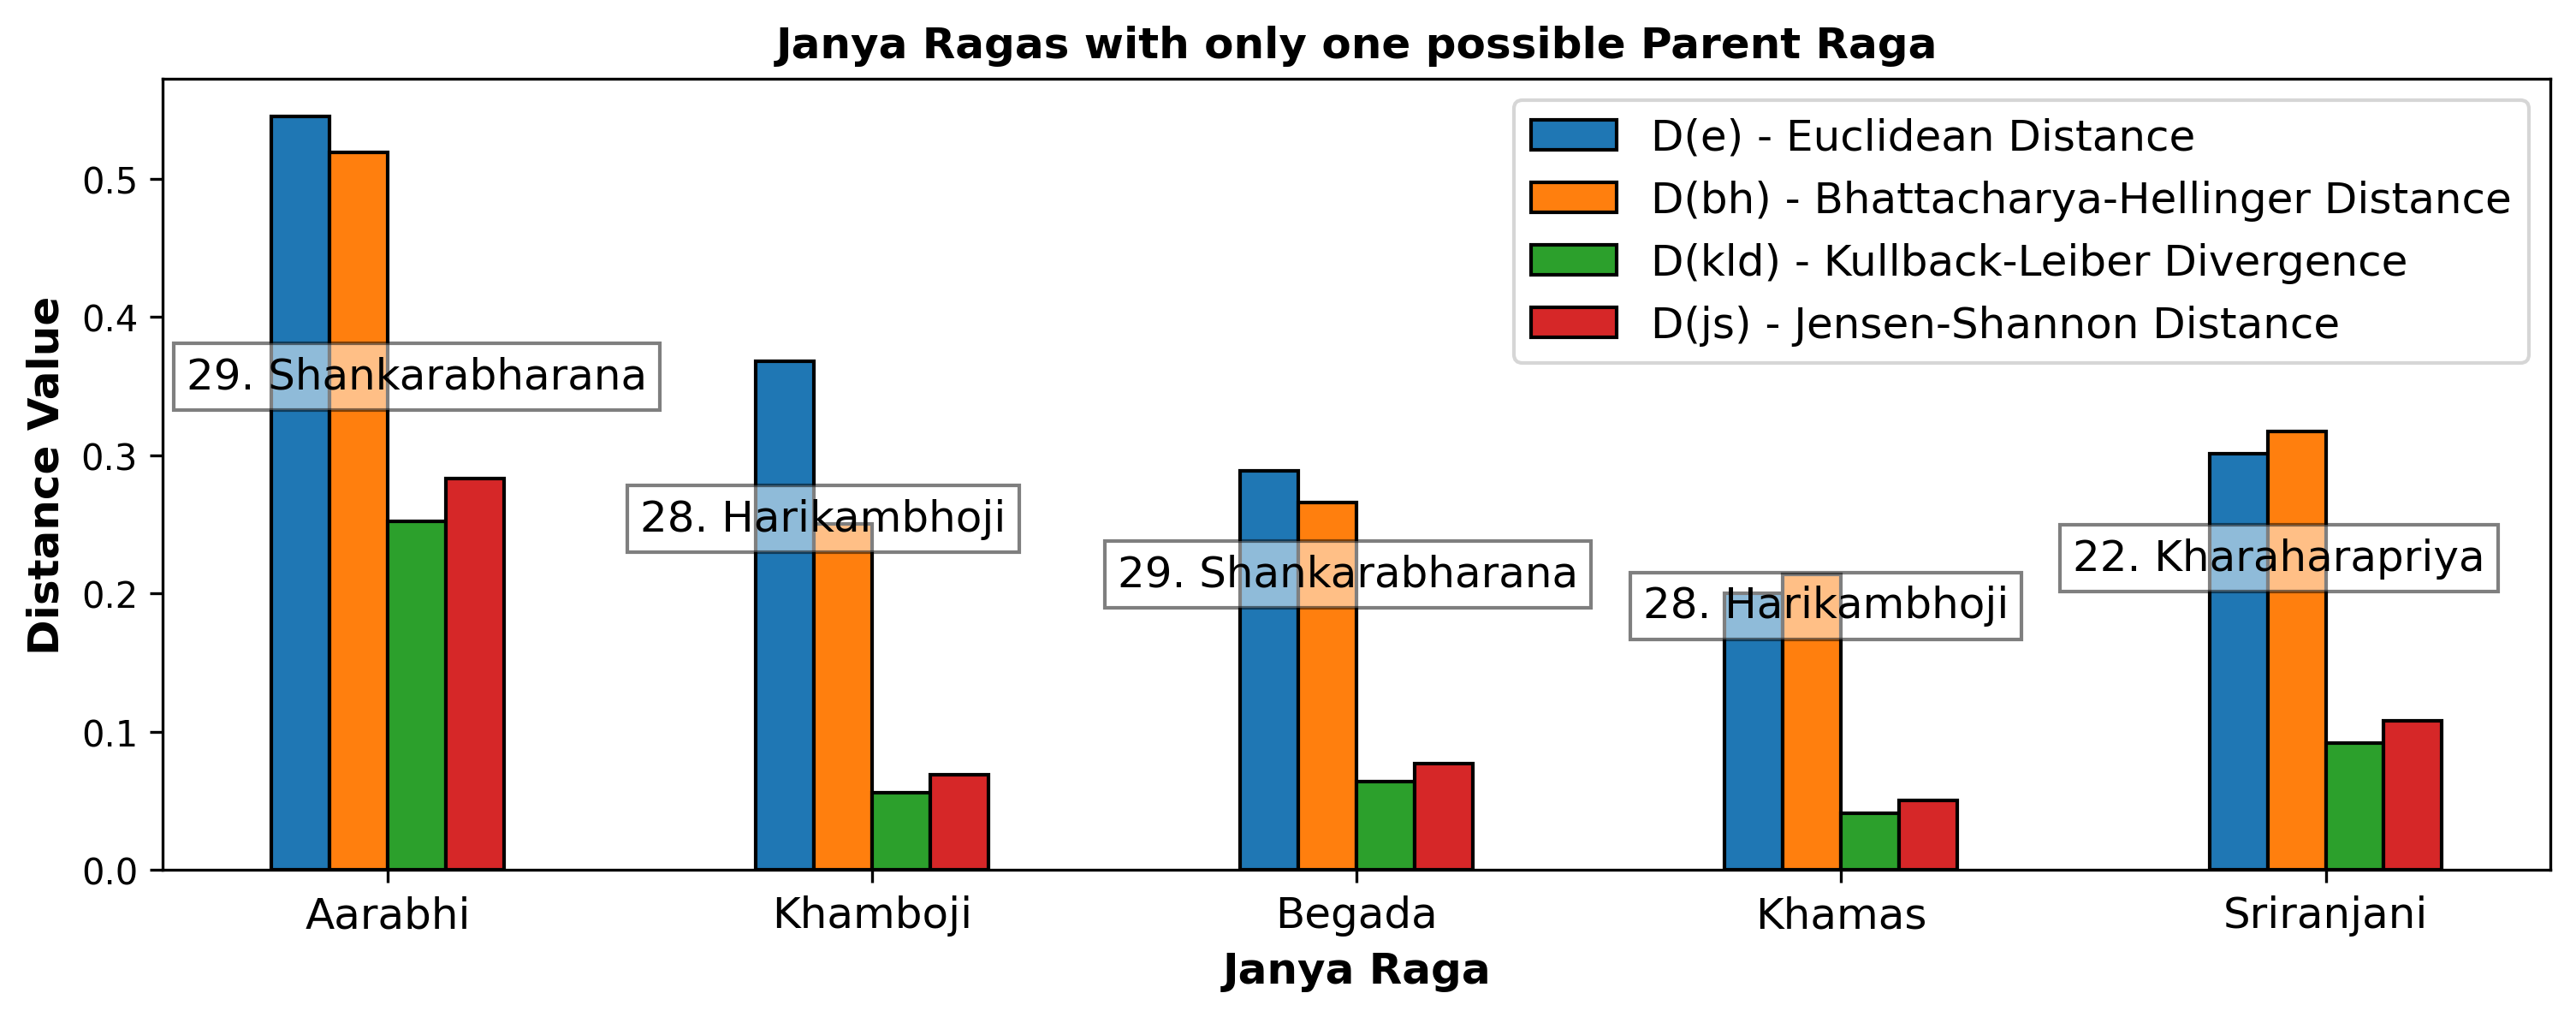 Janya Ragas with only one possible Parent Raga
D(e) - Euclidean Distance
D(bh) - Bhattacharya-Hellinger Distance
D(kld) - Kullback-Leiber Divergence
D(js) - Jensen-Shannon Distance
Distance Value
0.5
0.4
0.3
0.2
0.1
0.0
29. Shankarabharana
28. Harikambhoji
29. Shankarabharana
28. Harikambhoji
22. Kharaharapriya
Aarabhi
Khamboji
Begada
Khamas
Sriranjani
Janya Raga